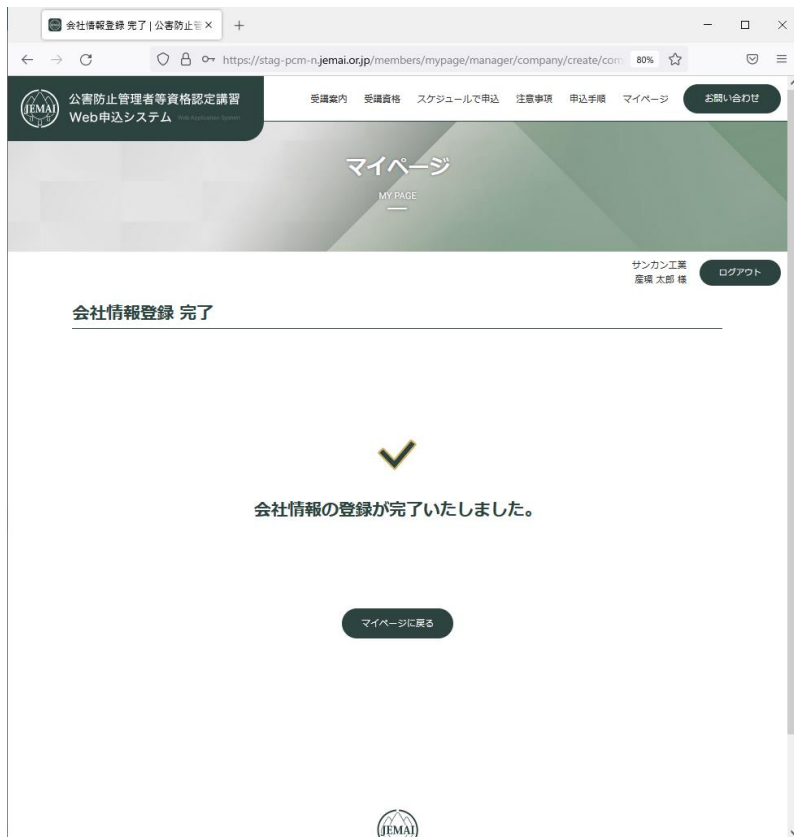 会社情報登録 完了 | 公害防止管
https://stag-pcm-n.jemai.or.jp/members/mypage/manager/company/create/com
80%
JEMAI
公害防止管理者等資格認定講習
Web申込システム Web Application System
受講案内 受講資格 スケジュールで申込 注意事項 申込手順 マイページ お問い合わせ
マイページ
MY PAGE
サンカン工業
産環 太郎 様
ログアウト
会社情報登録 完了
会社情報の登録が完了いたしました。
マイページに戻る
JEMAI